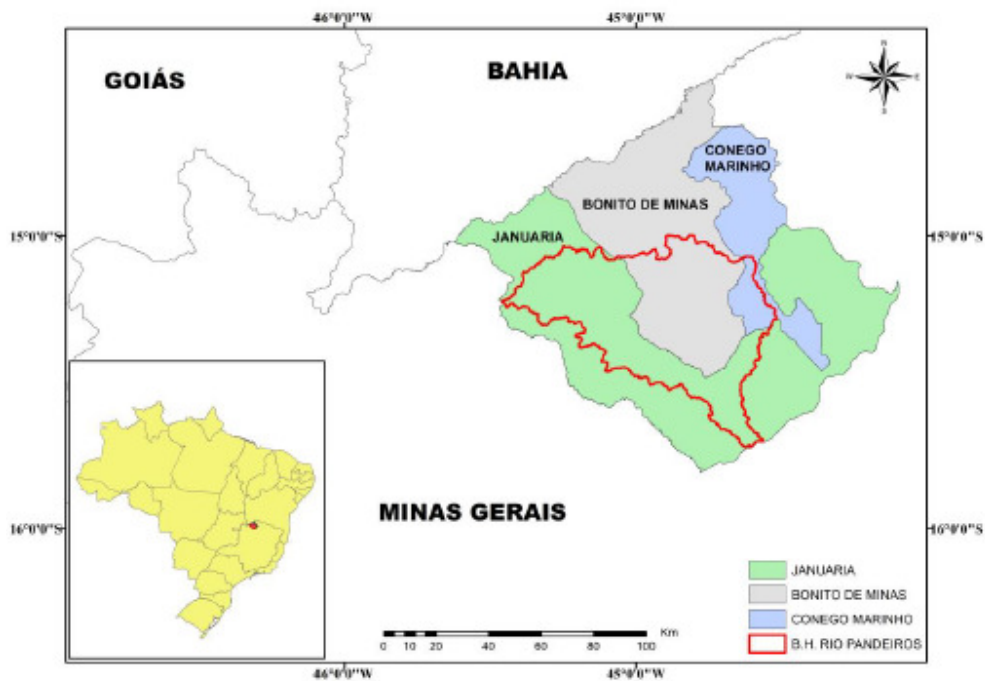 46°0'0"S
45°0'0"S
GOIÁS
BAHIA
N
W
E
S
CONEGO
MARINHO
BONITO DE MINAS
JANUARIA
15°0'0"S
15°0'0"S
MINAS GERAIS
16°0'0"S
16°0'0"S
JANUARIA
BONITO DE MINAS
CONEGO MARINHO
B.H. RIO PANDEIROS
Km
0 5 10 20 40 60 80 100
46°0'0"S
45°0'0"S